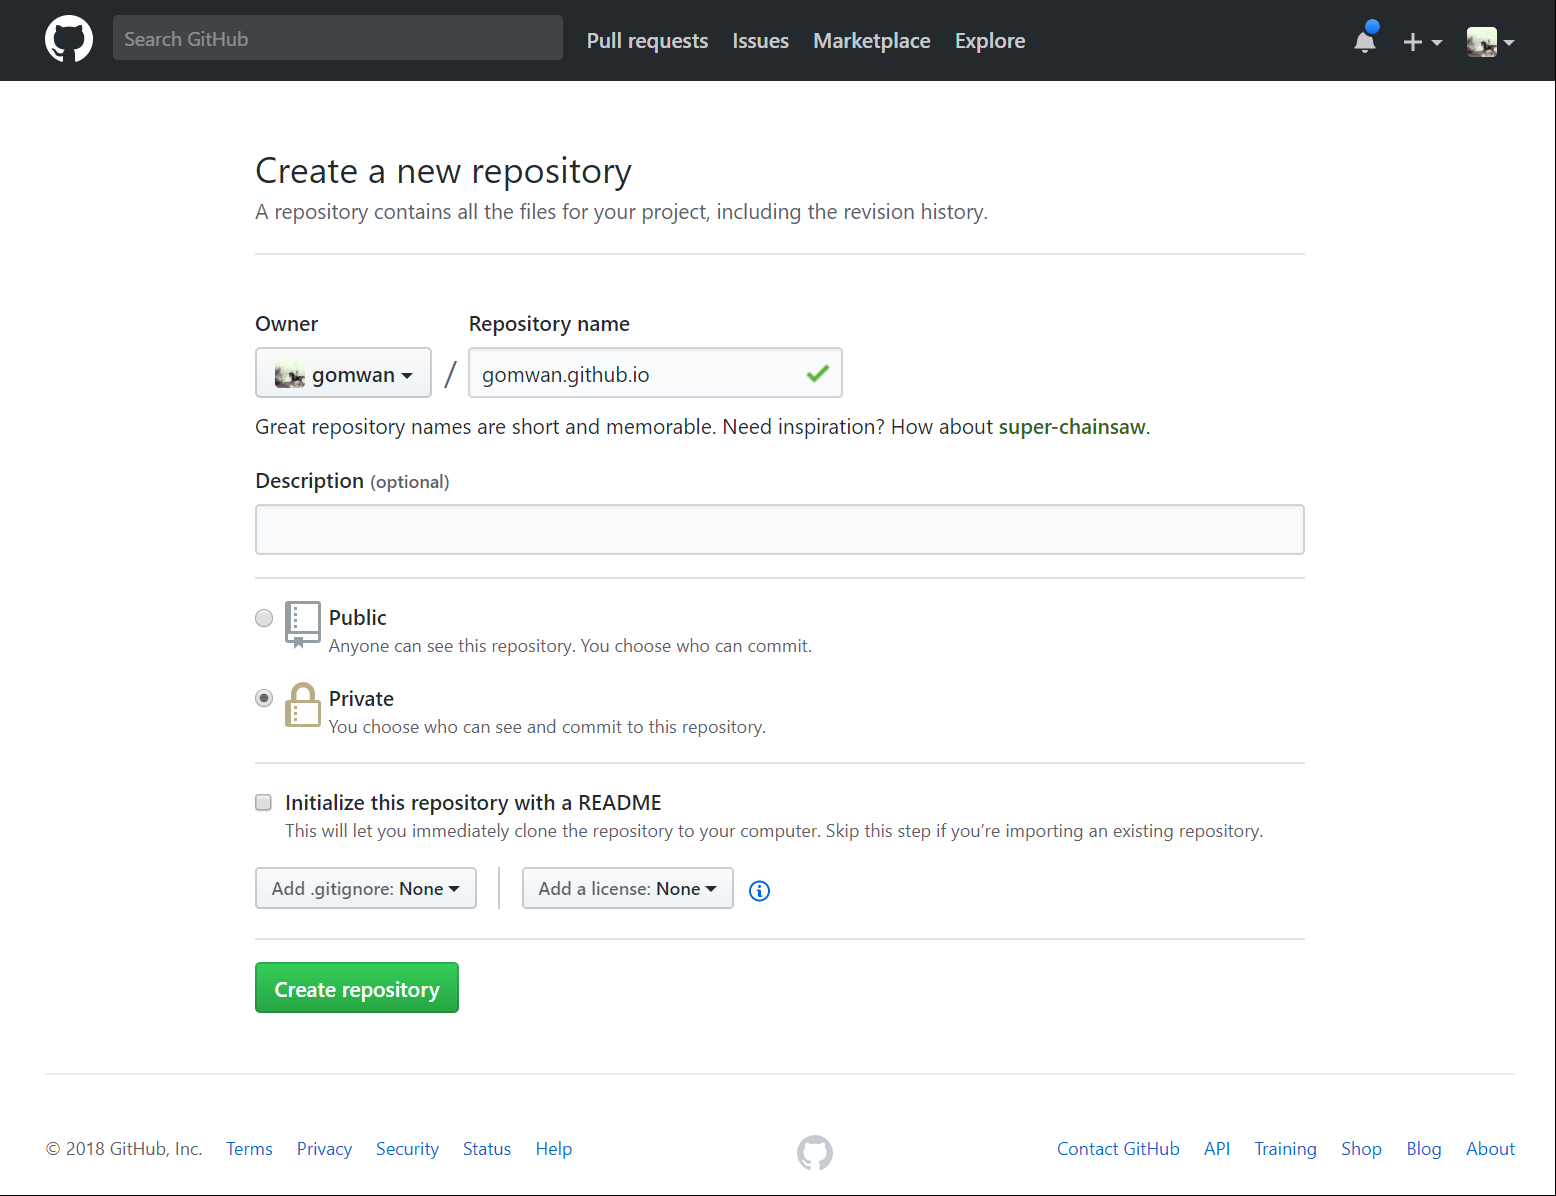 Search GitHub Pull requests Issues Marketplace Explore
Create a new repository
A repository contains all the files for your project, including the revision history.
Owner Repository name
gomwan / gomwan.github.io
Great repository names are short and memorable. Need inspiration? How about super-chainsaw.
Description (optional)
Public
Anyone can see this repository. You choose who can commit.
Private
You choose who can see and commit to this repository.
Initialize this repository with a README
This will let you immediately clone the repository to your computer. Skip this step if you’re importing an existing repository.
Add .gitignore: None Add a license: None
Create repository
© 2018 GitHub, Inc. Terms Privacy Security Status Help Contact GitHub API Training Shop Blog About